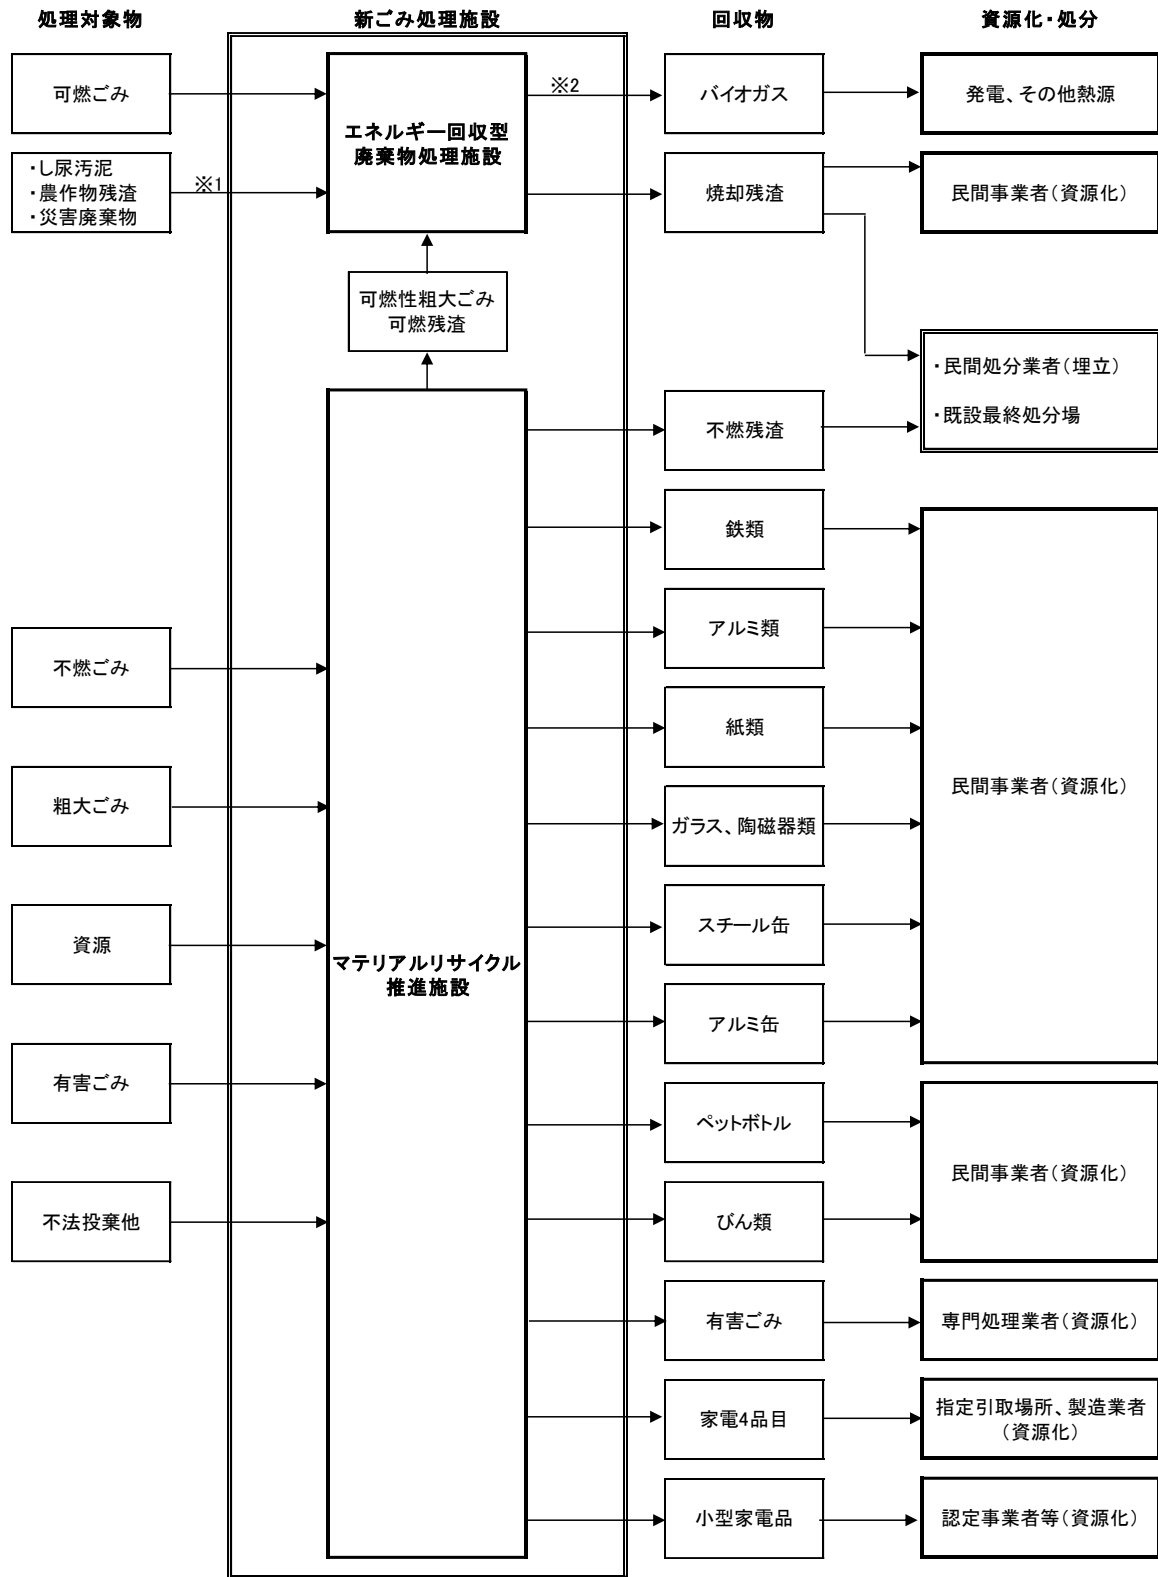 処理対象物
新ごみ処理施設
回収物
資源化・処分
可燃ごみ
※2
バイオガス
発電、その他熱源
エネルギー回収型
廃棄物処理施設
・し尿汚泥
・農作物残渣
・災害廃棄物
※1
焼却残渣
民間事業者(資源化)
可燃性粗大ごみ
可燃残渣
・民間処分業者(埋立)
・既設最終処分場
不燃残渣
鉄類
アルミ類
不燃ごみ
紙類
民間事業者(資源化)
粗大ごみ
ガラス、陶磁器類
スチール缶
資源
マテリアルリサイクル
推進施設
アルミ缶
有害ごみ
ペットボトル
民間事業者(資源化)
不法投棄他
びん類
有害ごみ
専門処理業者(資源化)
家電4品目
指定引取場所、製造業者
(資源化)
小型家電品
認定事業者等(資源化)